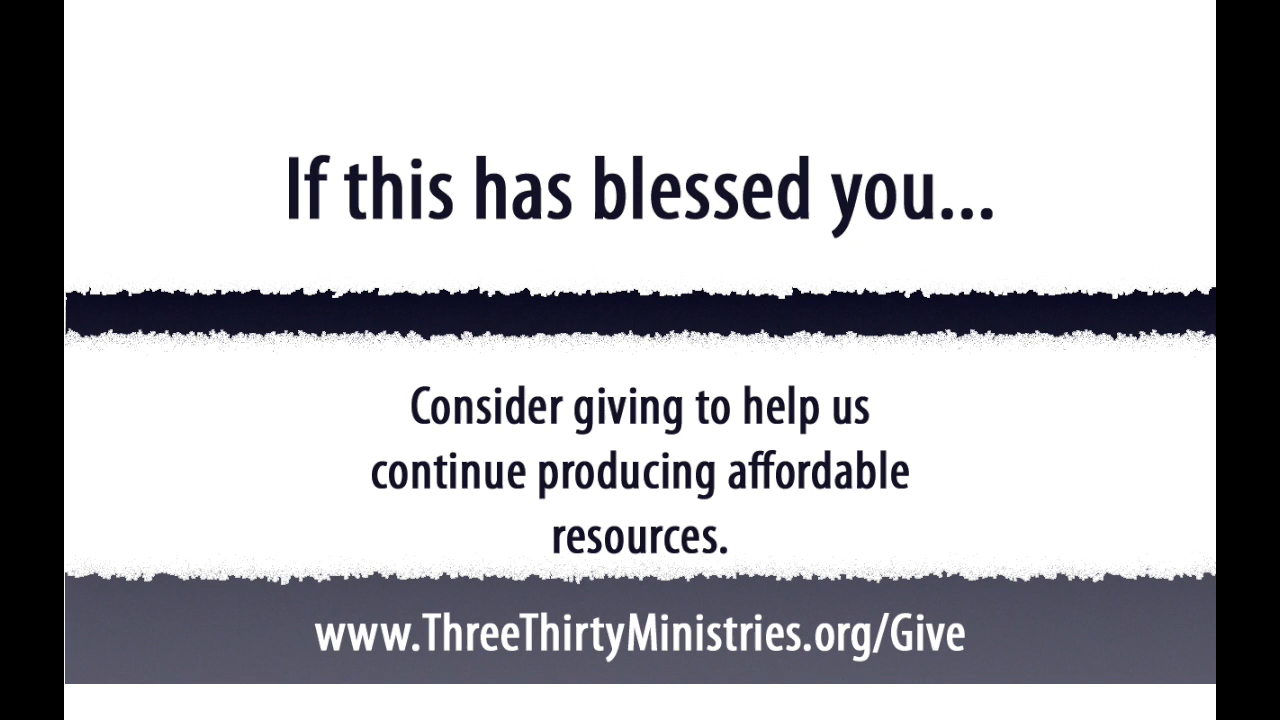 If this has blessed you...
Consider giving to help us
continue producing affordable
resources.
www.ThreeThirtyMinistries.org/Give